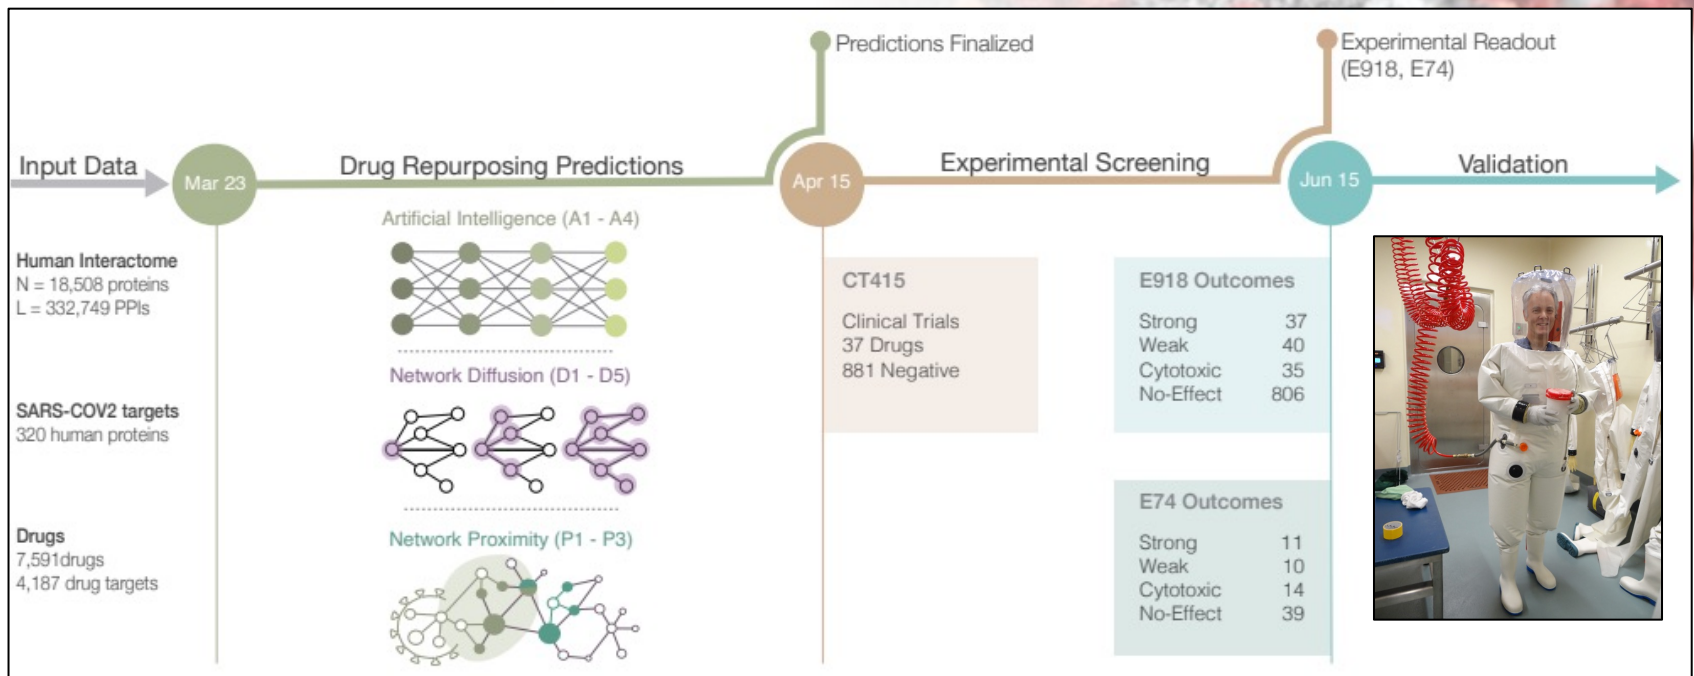 Predictions Finalized
Experimental Readout
(E918, E74)
Input Data
Mar 23
Drug Repurposing Predictions
Apr 15
Experimental Screening
Jun 15
Validation
Human Interactome
N = 18,508 proteins
L = 332,749 PPIs
SARS-COV2 targets
320 human proteins
Drugs
7,591drugs
4,187 drug targets
Artificial Intelligence (A1 - A4)
Network Diffusion (D1 - D5)
Network Proximity (P1 - P3)
CT415
Clinical Trials
37 Drugs
881 Negative
E918 Outcomes
Strong 37
Weak 40
Cytotoxic 35
No-Effect 806
E74 Outcomes
Strong 11
Weak 10
Cytotoxic 14
No-Effect 39